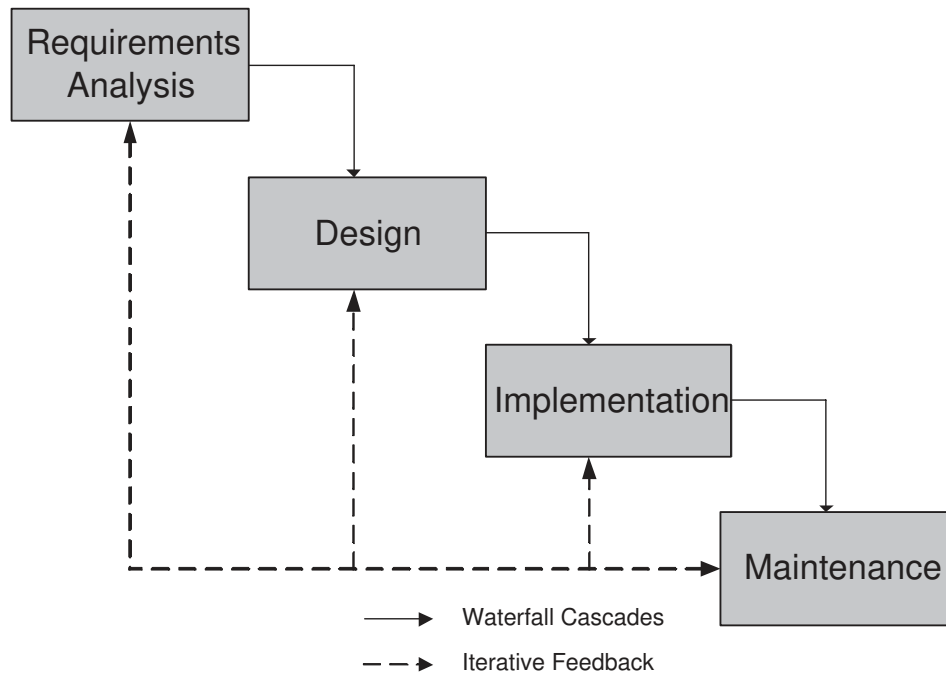 Requirements
Analysis
Design
Implementation
Maintenance
Waterfall Cascades
Iterative Feedback